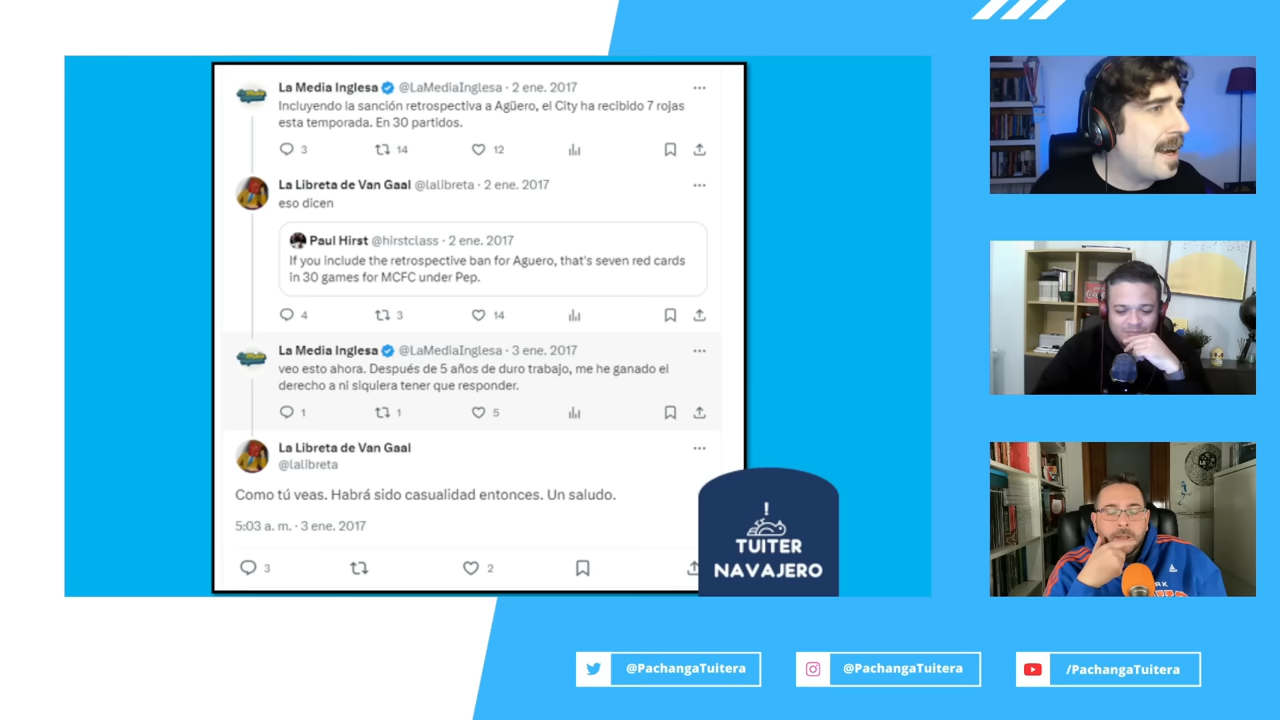 La Media Inglesa @LaMediaInglesa · 2 ene. 2017
Incluyendo la sanción retrospectiva a Agüero, el City ha recibido 7 rojas
esta temporada. En 30 partidos.
3 14 12
La Libreta de Van Gaal @lalibreta · 2 ene. 2017
eso dicen
Paul Hirst @hirstclass · 2 ene. 2017
If you include the retrospective ban for Aguero, that's seven red cards
in 30 games for MCFC under Pep.
4 3 14
La Media Inglesa @LaMediaInglesa · 3 ene. 2017
veo esto ahora. Después de 5 años de duro trabajo, me he ganado el
derecho a ni siquiera tener que responder.
1 1 5
La Libreta de Van Gaal
@lalibreta
Como tú veas. Habrá sido casualidad entonces. Un saludo.
5:03 a. m. · 3 ene. 2017
3 2
TUITER
NAVAJERO
@PachangaTuitera
@PachangaTuitera
/PachangaTuitera